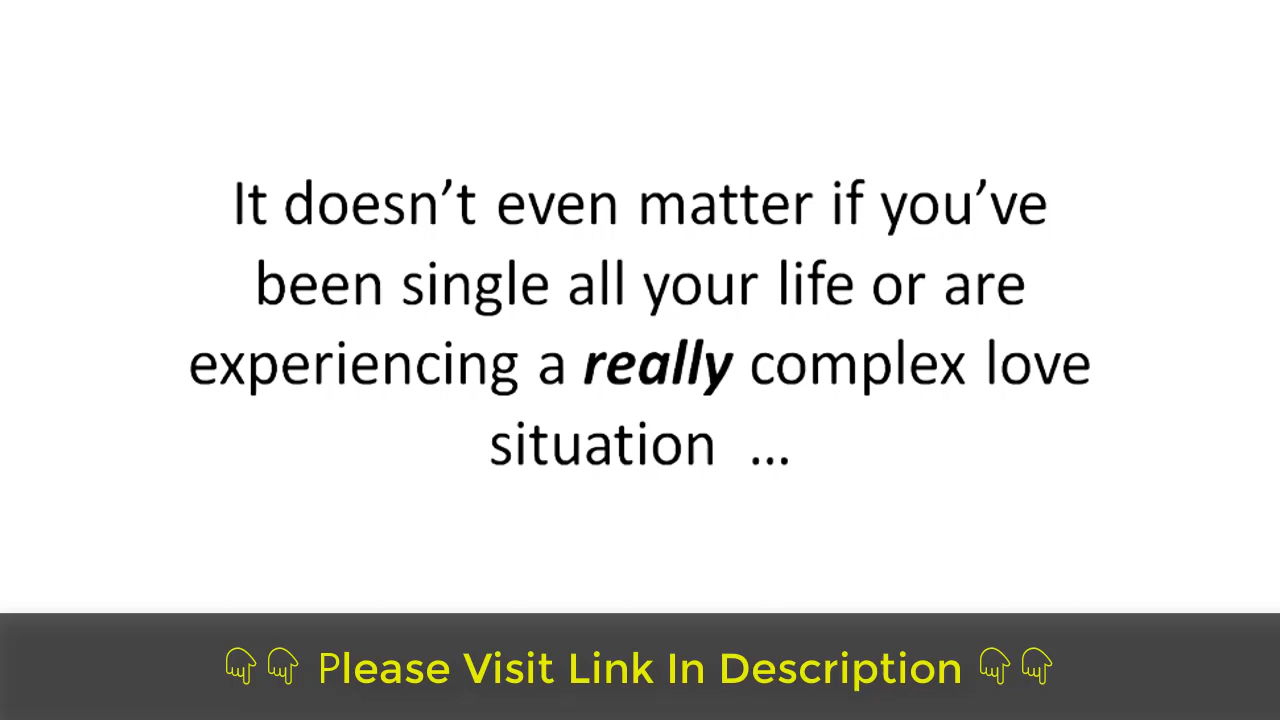 It doesn’t even matter if you’ve
been single all your life or are
experiencing a really complex love
situation ...
Please Visit Link In Description